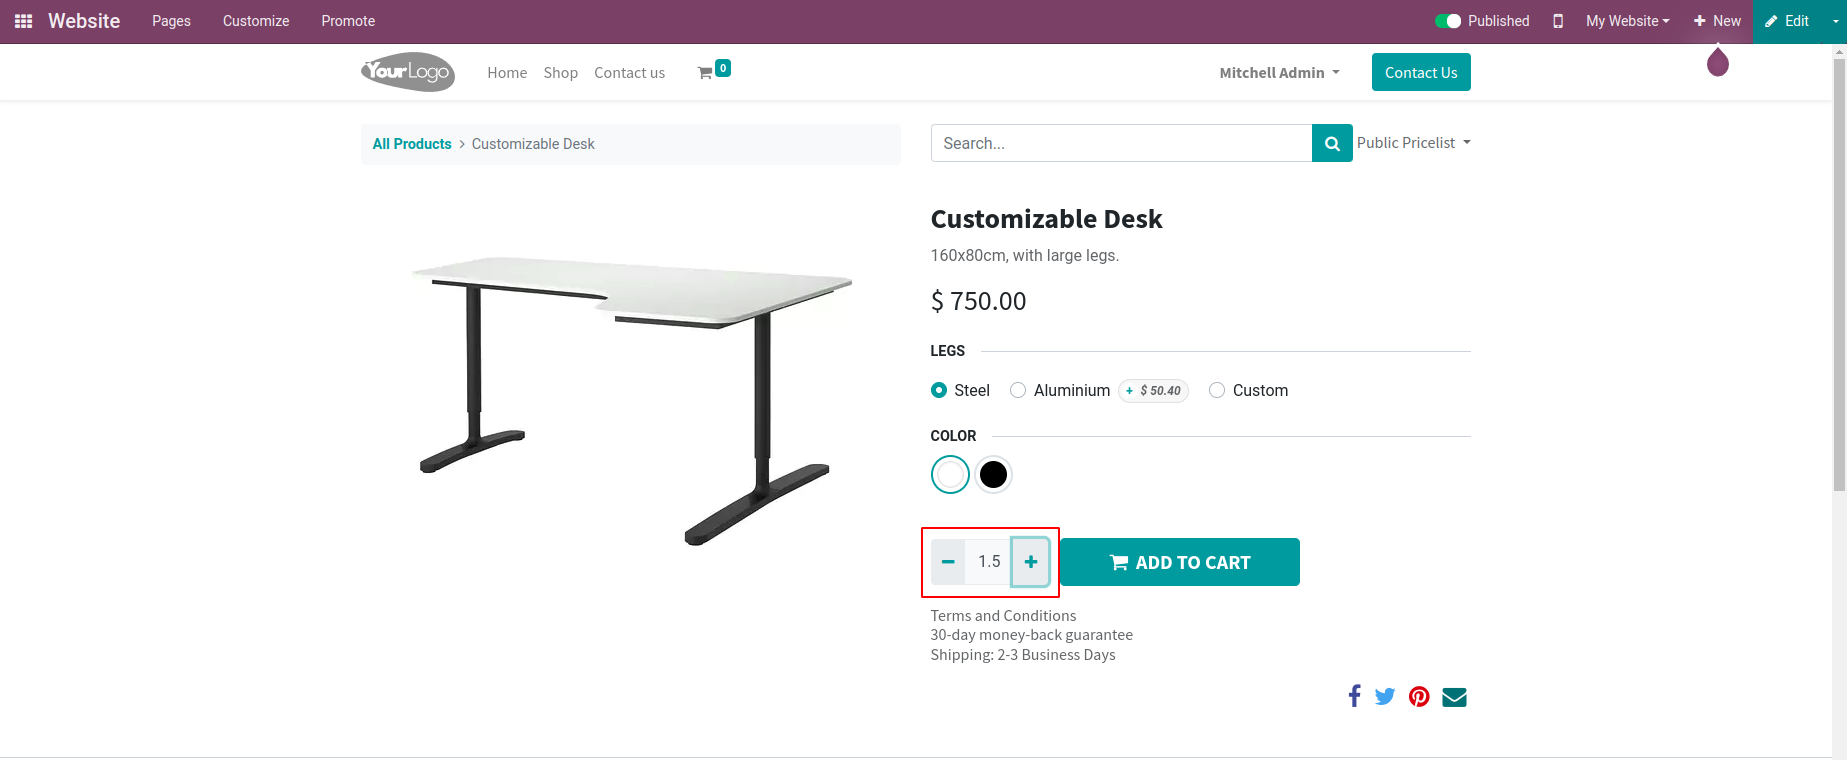 Website Pages Customize Promote Published My Website New Edit
YourLogo Home Shop Contact us 0 Mitchell Admin Contact Us
All Products > Customizable Desk Search... Public Pricelist
Customizable Desk
160x80cm, with large legs.
$ 750.00
LEGS
Steel Aluminium + $ 50.40 Custom
COLOR
− 1.5 + ADD TO CART
Terms and Conditions
30-day money-back guarantee
Shipping: 2-3 Business Days